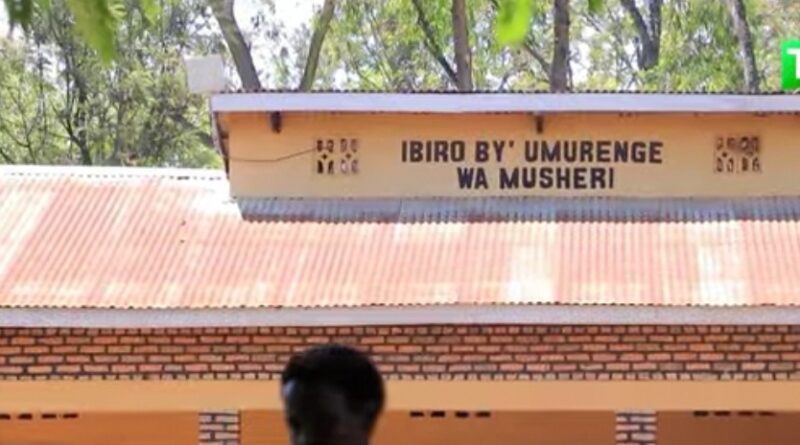 IBIRO BY' UMURENGE
WA MUSHERI